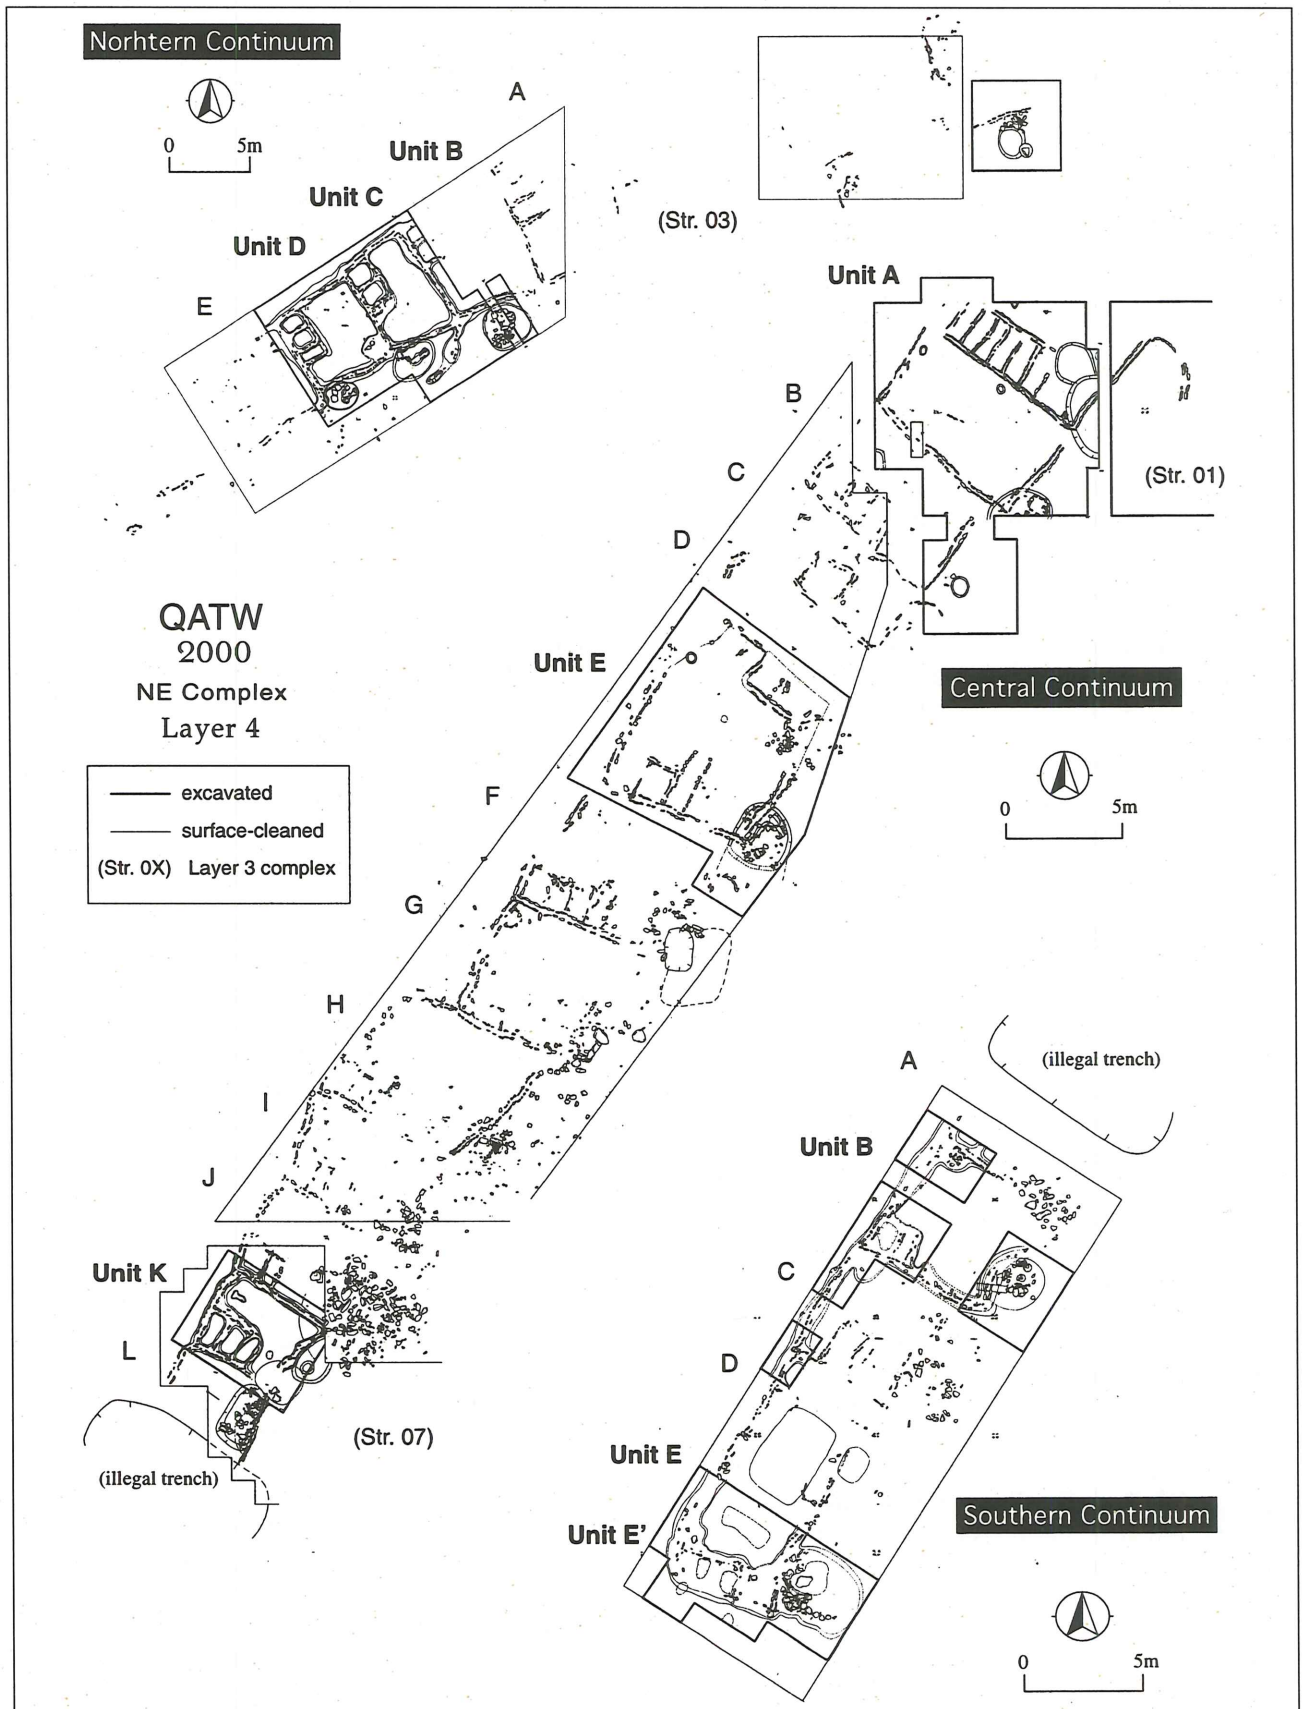 Norhtern Continuum
0 5m
A
Unit B
Unit C
Unit D
E
(Str. 03)
Unit A
(Str. 01)
B
C
D
Unit E
F
G
H
I
J
Unit K
L
(Str. 07)
(illegal trench)
Central Continuum
0 5m
QATW
2000
NE Complex
Layer 4
excavated
surface-cleaned
(Str. 0X) Layer 3 complex
(illegal trench)
A
Unit B
C
D
Unit E
Unit E'
Southern Continuum
0 5m